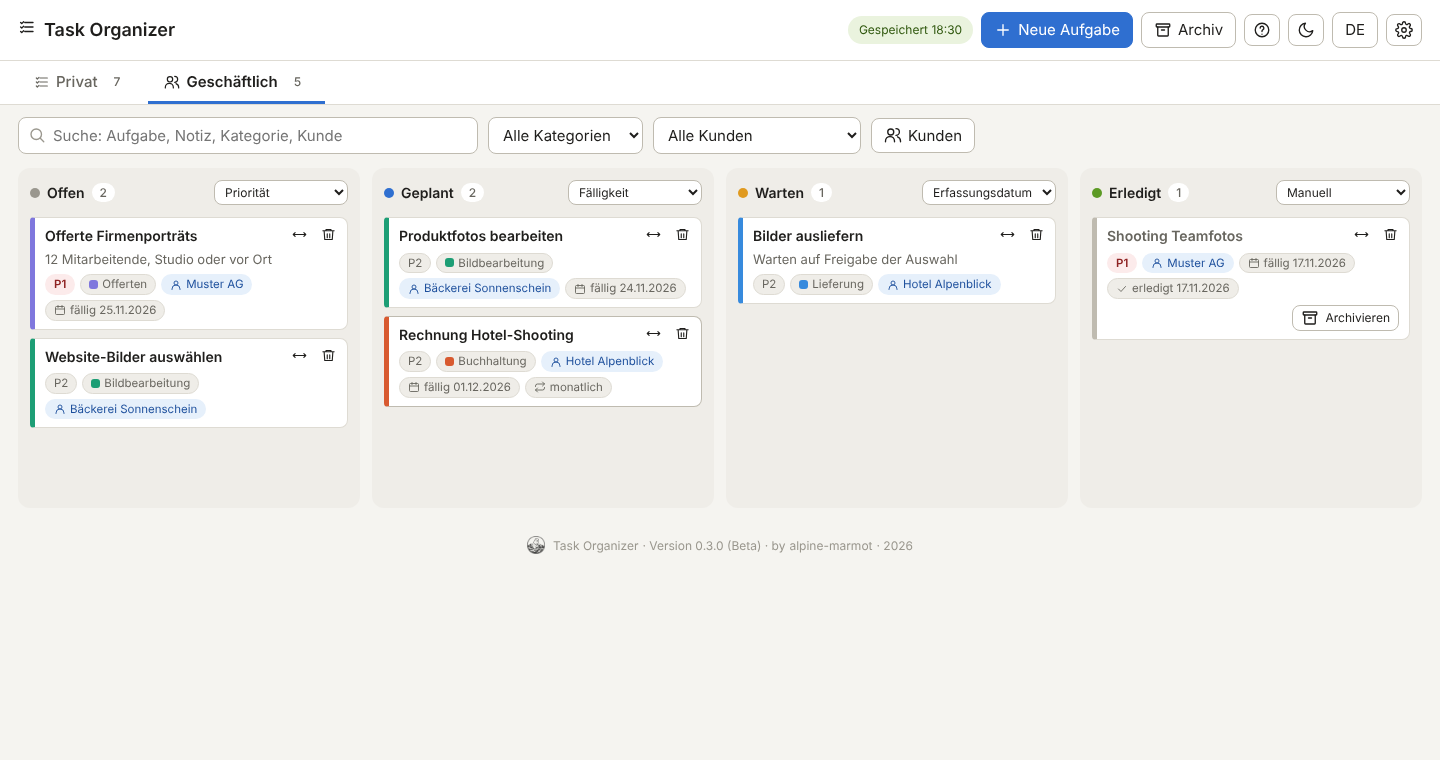 Task Organizer
Gespeichert 18:30
Neue Aufgabe
Archiv
DE
Privat 7
Geschäftlich 5
Suche: Aufgabe, Notiz, Kategorie, Kunde
Alle Kategorien
Alle Kunden
Kunden
Offen 2
Priorität
Offerte Firmenporträts
12 Mitarbeitende, Studio oder vor Ort
P1 Offerten Muster AG
fällig 25.11.2026
Website-Bilder auswählen
P2 Bildbearbeitung
Bäckerei Sonnenschein
Geplant 2
Fälligkeit
Produktfotos bearbeiten
P2 Bildbearbeitung
Bäckerei Sonnenschein fällig 24.11.2026
Rechnung Hotel-Shooting
P2 Buchhaltung Hotel Alpenblick
fällig 01.12.2026 monatlich
Warten 1
Erfassungsdatum
Bilder ausliefern
Warten auf Freigabe der Auswahl
P2 Lieferung Hotel Alpenblick
Erledigt 1
Manuell
Shooting Teamfotos
P1 Muster AG fällig 17.11.2026
erledigt 17.11.2026
Archivieren
Task Organizer · Version 0.3.0 (Beta) · by alpine-marmot · 2026